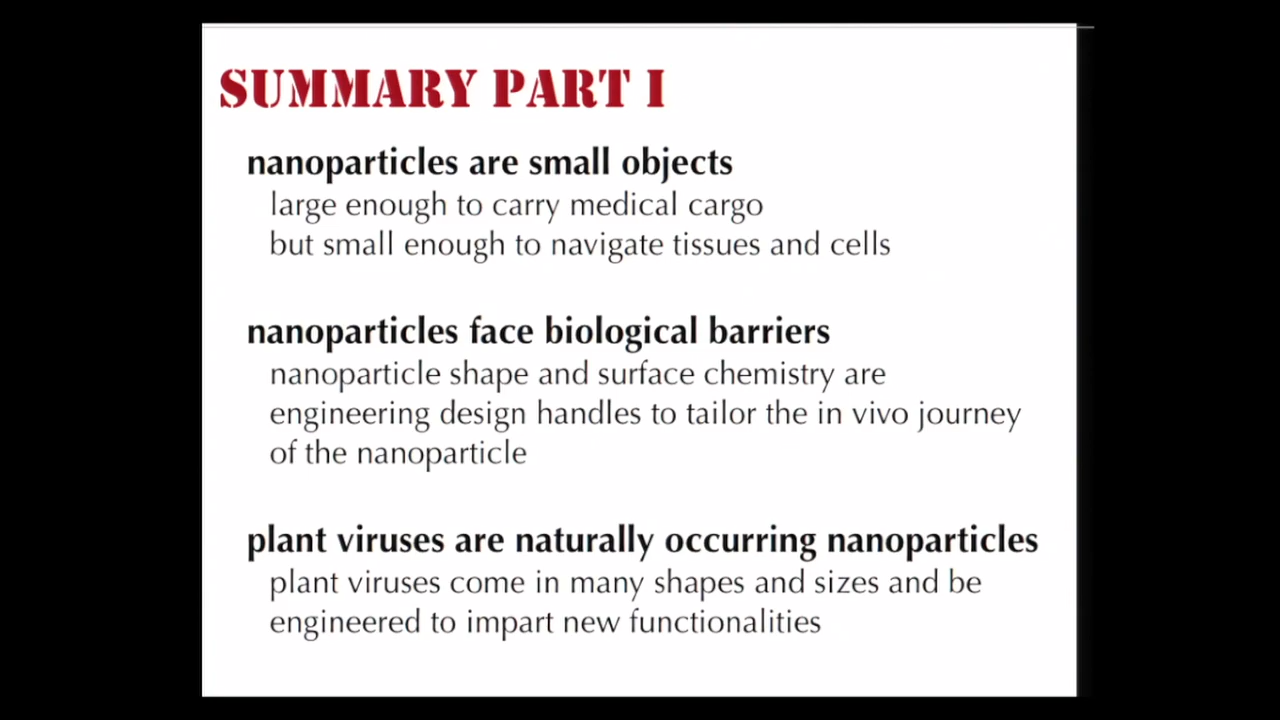 SUMMARY PART I
nanoparticles are small objects
large enough to carry medical cargo
but small enough to navigate tissues and cells
nanoparticles face biological barriers
nanoparticle shape and surface chemistry are
engineering design handles to tailor the in vivo journey
of the nanoparticle
plant viruses are naturally occurring nanoparticles
plant viruses come in many shapes and sizes and be
engineered to impart new functionalities